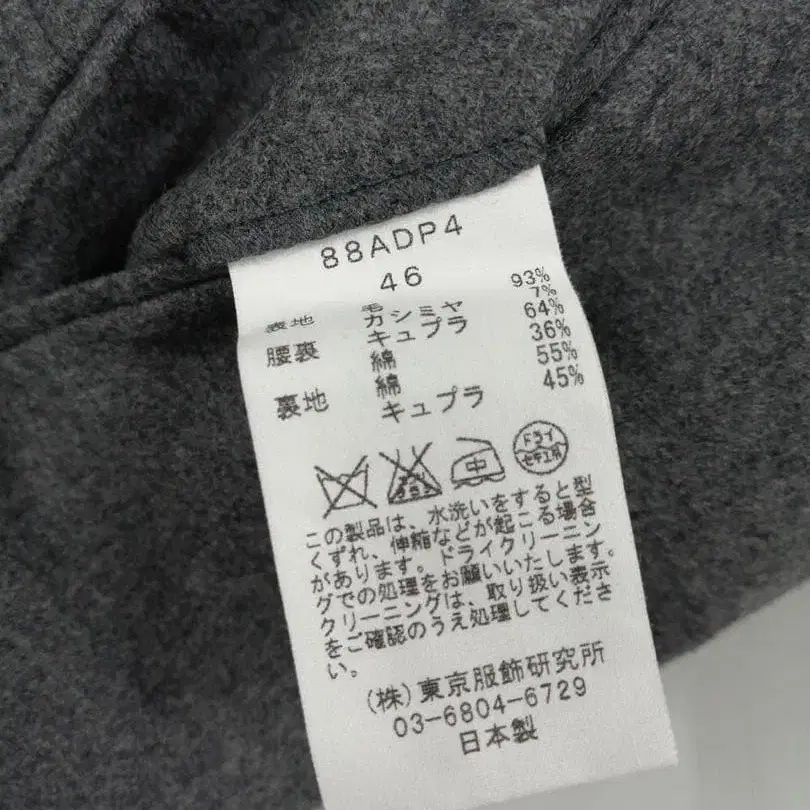 88ADP4
46
表地 毛 93%
カシミヤ 7%
腰裏 キュプラ 64%
綿 36%
裏地 綿 55%
キュプラ 45%
中
ドライ
セキユ系
この製品は、水洗いをすると型
くずれ、伸縮などが起こる場合
があります。ドライクリーニン
グでの処理をお願いいたします。
クリーニングは、取り扱い表示
をご確認のうえ処理してくださ
い。
(株)東京服飾研究所
03-6804-6729
日本製